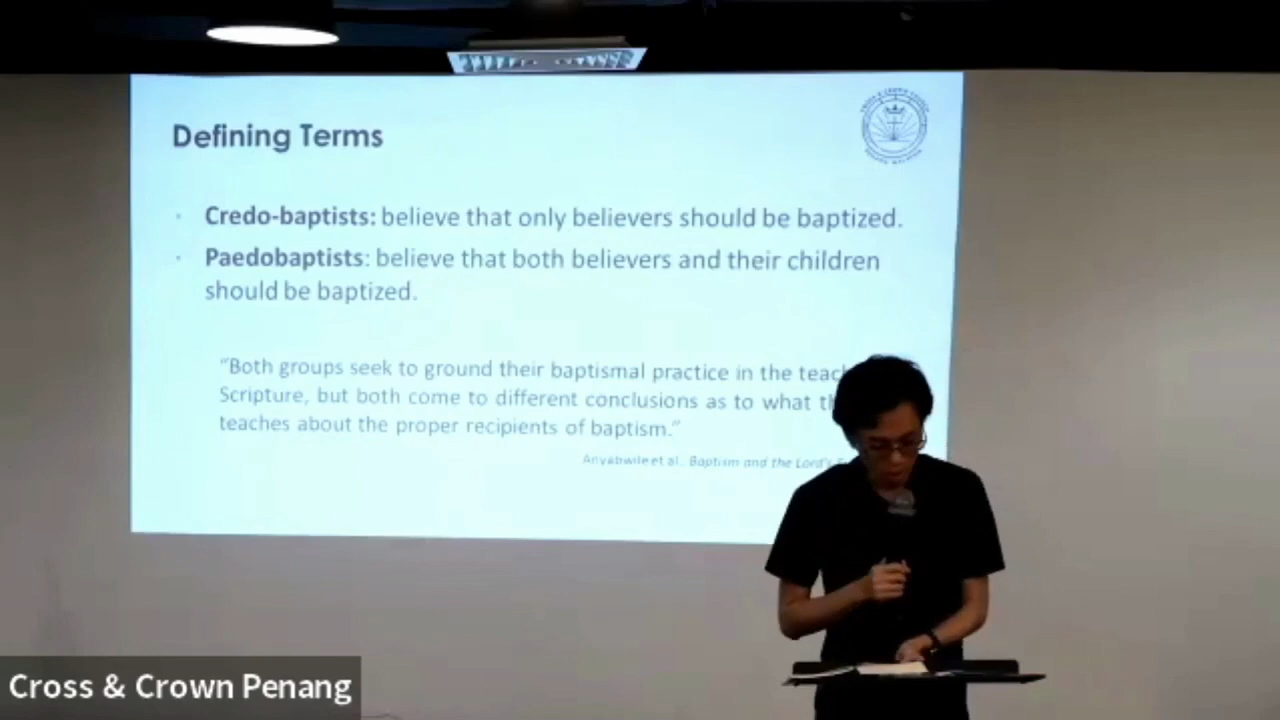 Defining Terms
Credo-baptists: believe that only believers should be baptized.
Paedobaptists: believe that both believers and their children
should be baptized.
“Both groups seek to ground their baptismal practice in the
Scripture, but both come to different conclusions as to what
teaches about the proper recipients of baptism.”
Anyabwile et al., Baptism and the Lord's
Cross & Crown Penang